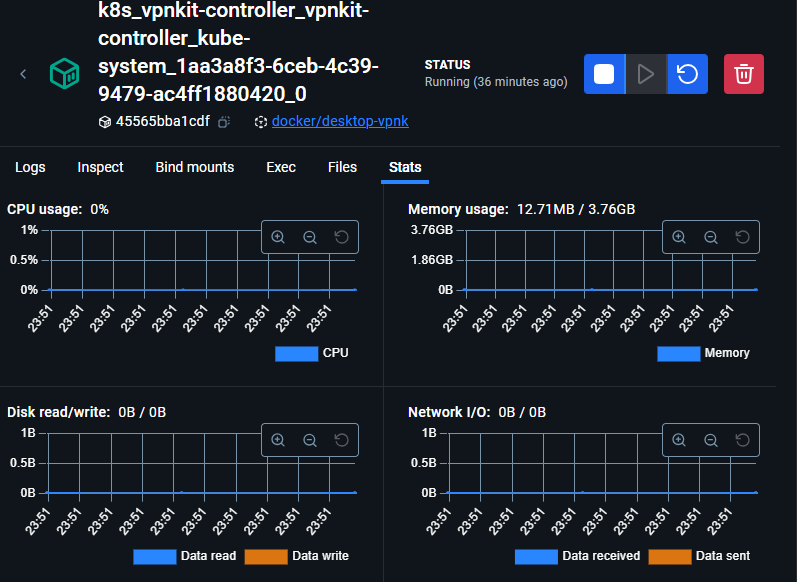 k8s_vpnkit-controller_vpnkit-
controller_kube-
system_1aa3a8f3-6ceb-4c39-
9479-ac4ff1880420_0
STATUS
Running (36 minutes ago)
45565bba1cdf docker/desktop-vpnk
Logs Inspect Bind mounts Exec Files Stats
CPU usage: 0%
1%
0.5%
0%
23:51 23:51 23:51 23:51 23:51 23:51 23:51 23:51 23:51 23:51
CPU
Memory usage: 12.71MB / 3.76GB
3.76GB
1.86GB
0B
23:51 23:51 23:51 23:51 23:51 23:51 23:51 23:51 23:51 23:51
Memory
Disk read/write: 0B / 0B
1B
0.5B
0B
23:51 23:51 23:51 23:51 23:51 23:51 23:51 23:51 23:51 23:51
Data read Data write
Network I/O: 0B / 0B
1B
0.5B
0B
23:51 23:51 23:51 23:51 23:51 23:51 23:51 23:51 23:51 23:51
Data received Data sent